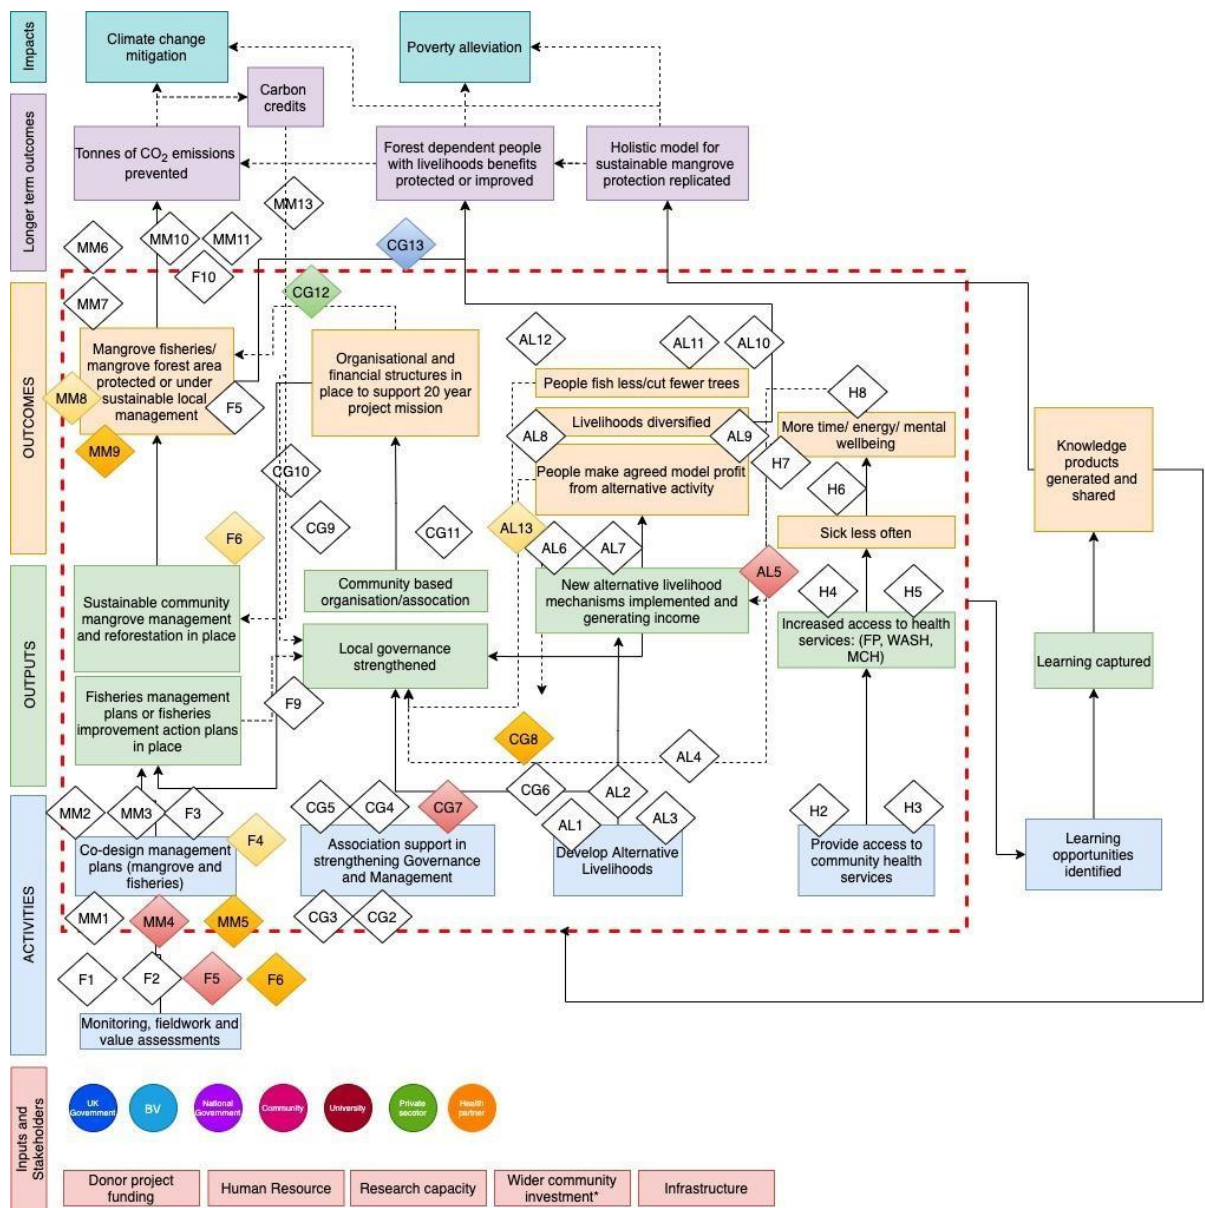 Impacts
Climate change
mitigation
Poverty alleviation
Longer term outcomes
Carbon
credits
Tonnes of CO2 emissions
prevented
Forest dependent people
with livelihoods benefits
protected or improved
Holistic model for
sustainable mangrove
protection replicated
MM13
MM6
MM10
MM11
CG13
F10
MM7
CG12
OUTCOMES
Mangrove fisheries/
mangrove forest area
protected or under
sustainable local
management
MM8
F5
MM9
Organisational and
financial structures in
place to support 20 year
project mission
AL12
AL11
AL10
People fish less/cut fewer trees
H8
Livelihoods diversified
AL8
AL9
People make agreed model profit
from alternative activity
More time/ energy/ mental
wellbeing
H7
H6
Knowledge
products
generated and
shared
CG10
CG9
CG11
AL13
AL6
AL7
F6
Sick less often
OUTPUTS
Sustainable community
mangrove management
and reforestation in place
Community based
organisation/assocation
New alternative livelihood
mechanisms implemented and
generating income
AL5
H4
H5
Increased access to health
services: (FP, WASH,
MCH)
Local governance
strengthened
Learning captured
Fisheries management
plans or fisheries
improvement action plans
in place
F9
CG8
AL4
ACTIVITIES
MM2
MM3
F3
F4
CG5
CG4
CG7
CG6
AL2
AL1
AL3
H2
H3
Co-design management
plans (mangrove and
fisheries)
Association support in
strengthening Governance
and Management
Develop Alternative
Livelihoods
Provide access to
community health
services
Learning
opportunities
identified
MM1
MM4
MM5
CG3
CG2
F1
F2
F5
F6
Monitoring, fieldwork and
value assessments
Inputs and
Stakeholders
UK
Government
BV
National
Government
Community
University
Private
secotor
Health
partner
Donor project
funding
Human Resource
Research capacity
Wider community
investment*
Infrastructure